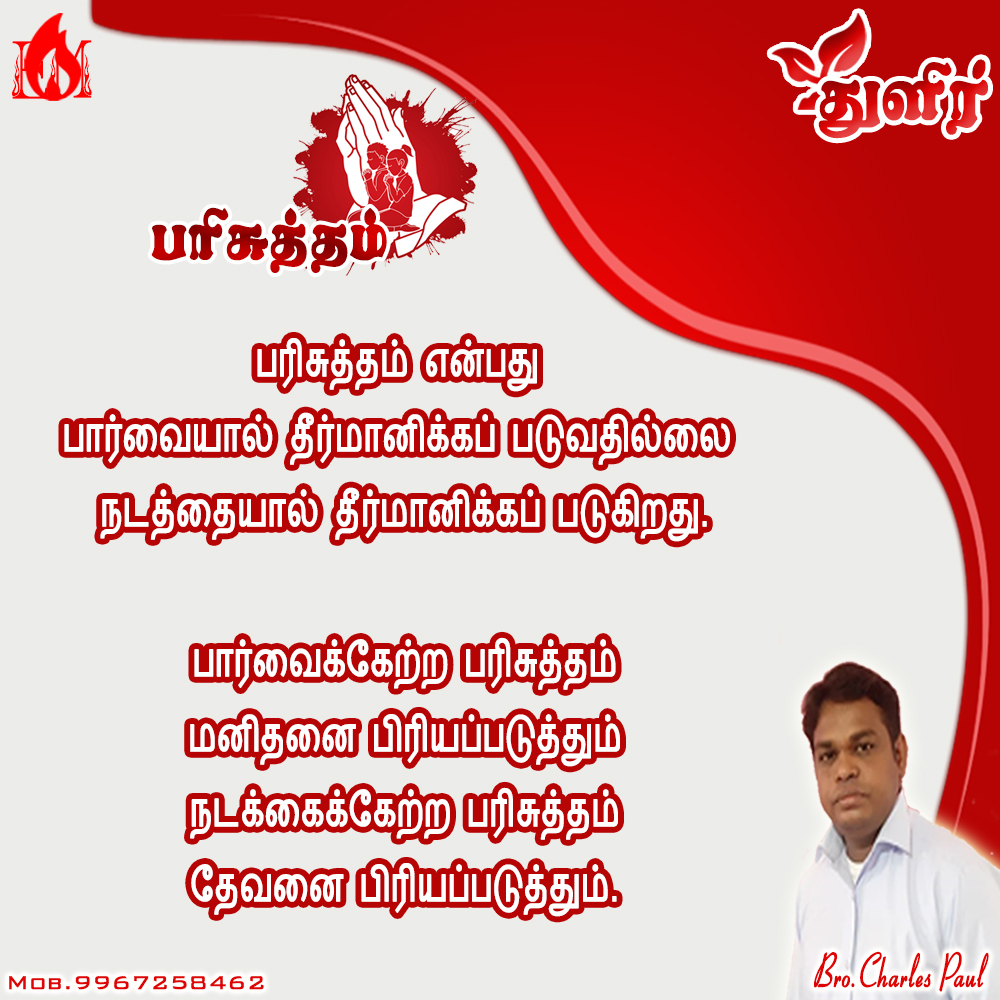 துளிர்
பரிசுத்தம்
பரிசுத்தம் என்பது
பார்வையால் தீர்மானிக்கப் படுவதில்லை
நடத்தையால் தீர்மானிக்கப் படுகிறது.
பார்வைக்கேற்ற பரிசுத்தம்
மனிதனை பிரியப்படுத்தும்
நடக்கைக்கேற்ற பரிசுத்தம்
தேவனை பிரியப்படுத்தும்.
Mob.9967258462
Bro.Charles Paul